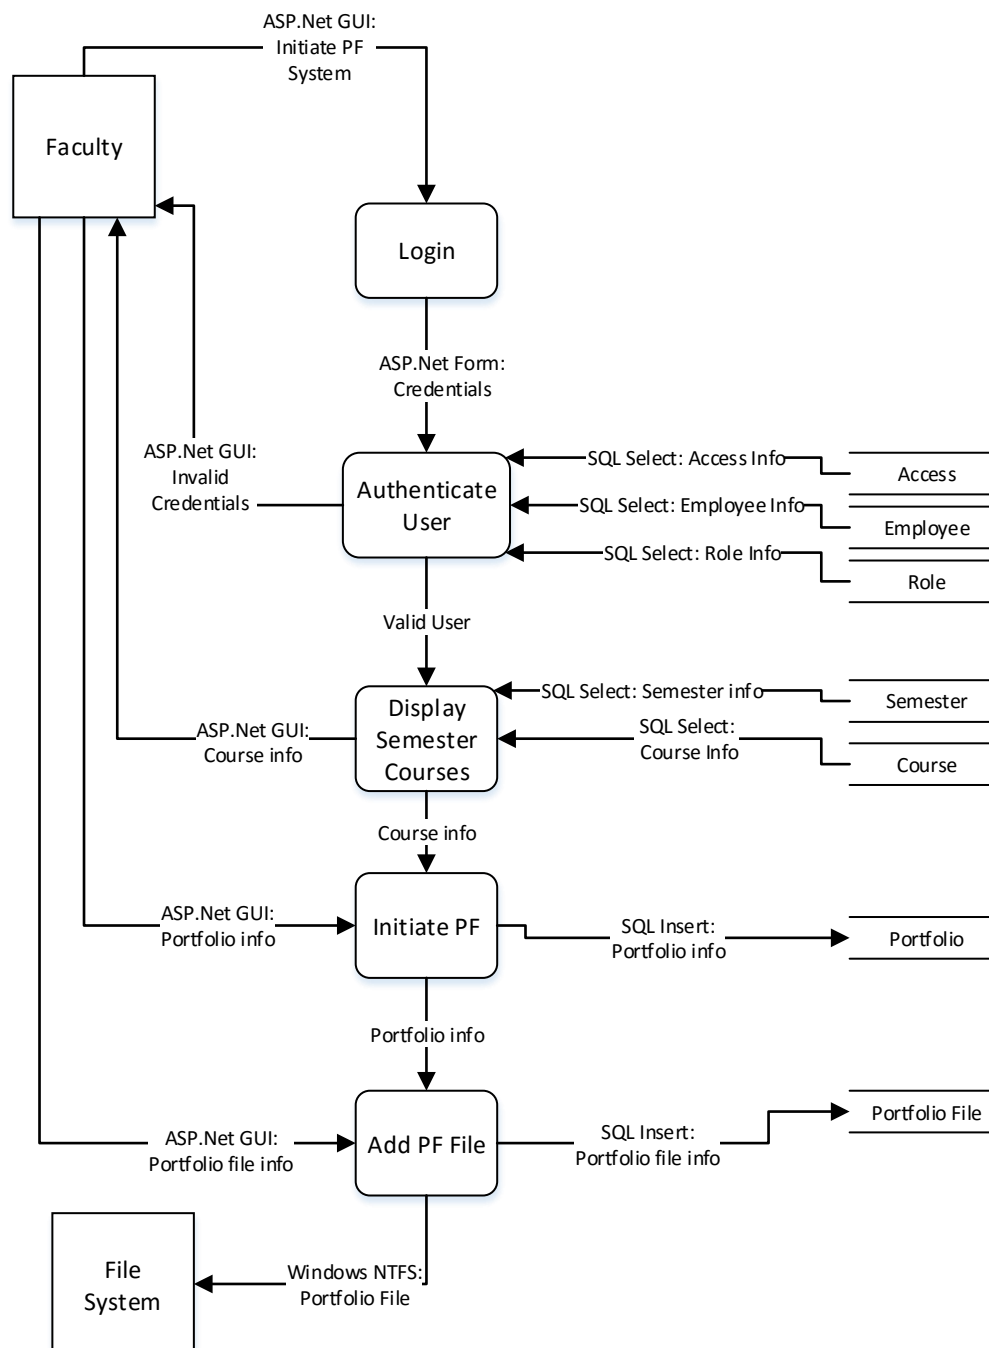 ASP.Net GUI:
Initiate PF
System
Faculty
Login
ASP.Net Form:
Credentials
ASP.Net GUI:
Invalid
Credentials
Authenticate
User
SQL Select: Access Info
Access
SQL Select: Employee Info
Employee
SQL Select: Role Info
Role
Valid User
ASP.Net GUI:
Course info
Display
Semester
Courses
SQL Select: Semester info
Semester
SQL Select:
Course Info
Course
Course info
ASP.Net GUI:
Portfolio info
Initiate PF
SQL Insert:
Portfolio info
Portfolio
Portfolio info
ASP.Net GUI:
Portfolio file info
Add PF File
SQL Insert:
Portfolio file info
Portfolio File
File
System
Windows NTFS:
Portfolio File